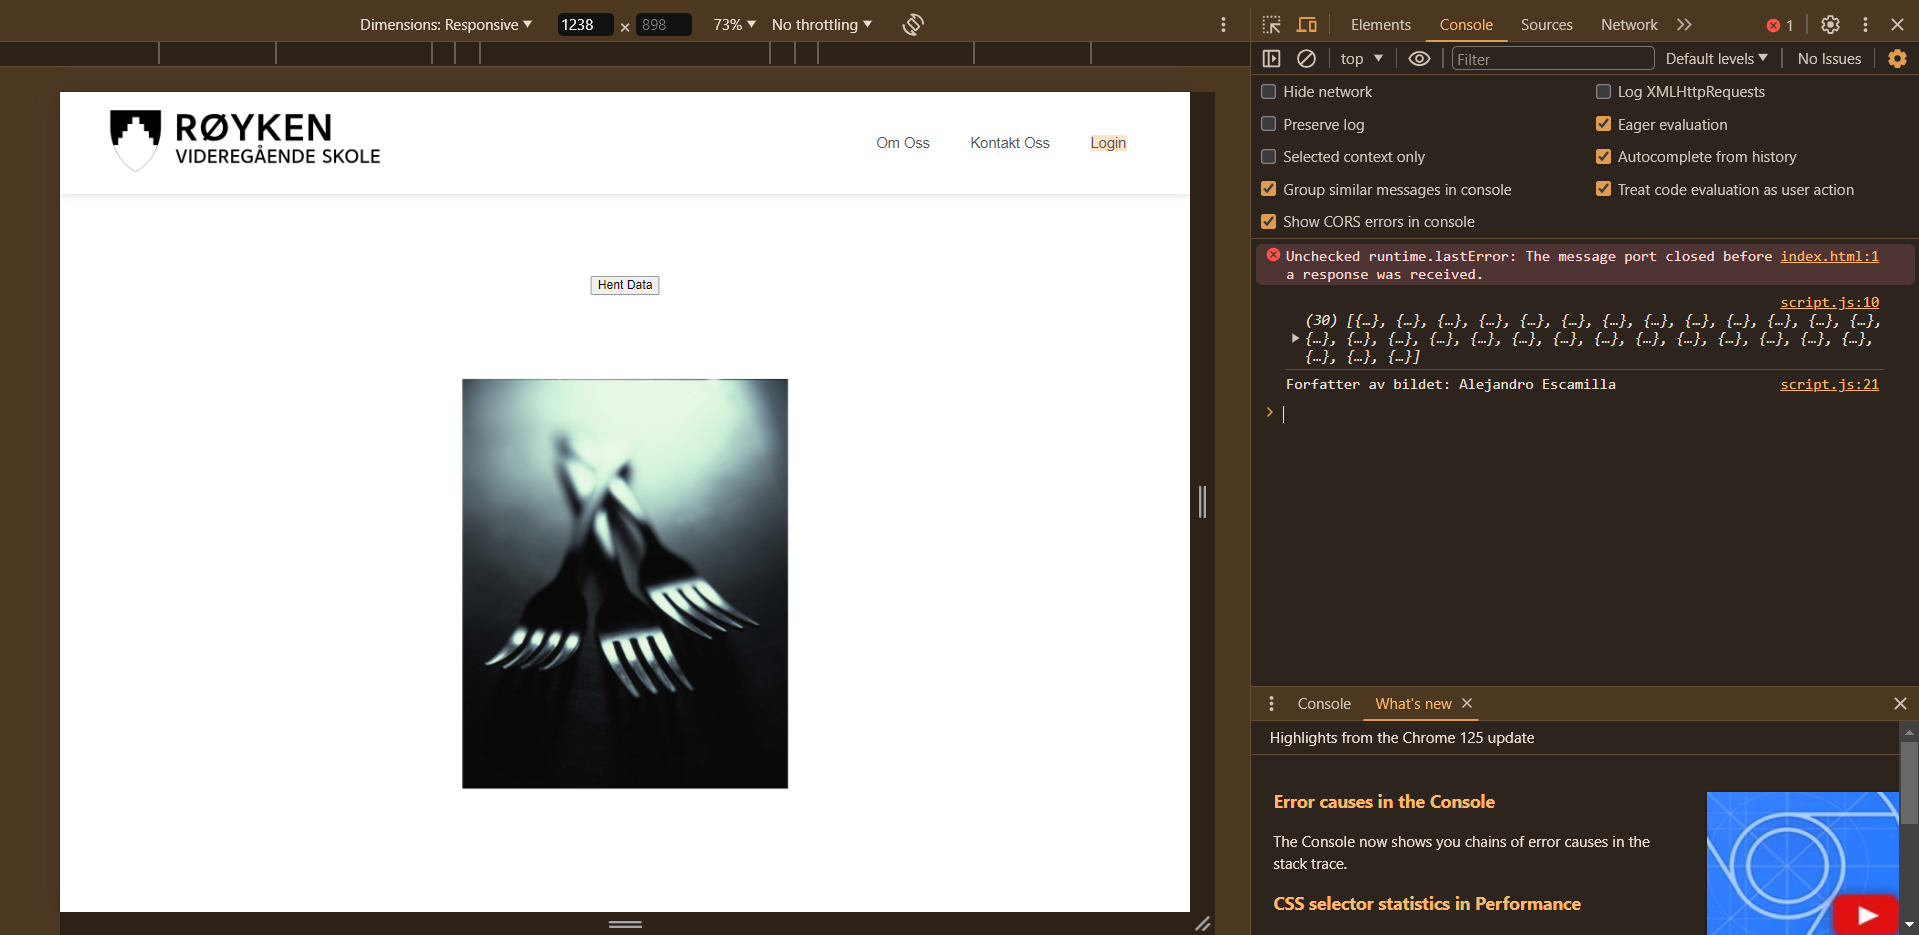 Dimensions: Responsive ▼ 1238 × 898 73% ▼ No throttling ▼
RØYKEN
VIDEREGÅENDE SKOLE
Om Oss Kontakt Oss Login
Hent Data
Elements Console Sources Network 1
top ▼ Filter Default levels ▼ No Issues
Hide network Log XMLHttpRequests
Preserve log Eager evaluation
Selected context only Autocomplete from history
Group similar messages in console Treat code evaluation as user action
Show CORS errors in console
Unchecked runtime.lastError: The message port closed before index.html:1
a response was received.
script.js:10
(30) [{…}, {…}, {…}, {…}, {…}, {…}, {…}, {…}, {…}, {…}, {…}, {…}, {…},
{…}, {…}, {…}, {…}, {…}, {…}, {…}, {…}, {…}, {…}, {…}, {…}, {…}, {…},
{…}, {…}, {…}]
Forfatter av bildet: Alejandro Escamilla script.js:21
Console What's new
Highlights from the Chrome 125 update
Error causes in the Console
The Console now shows you chains of error causes in the
stack trace.
CSS selector statistics in Performance